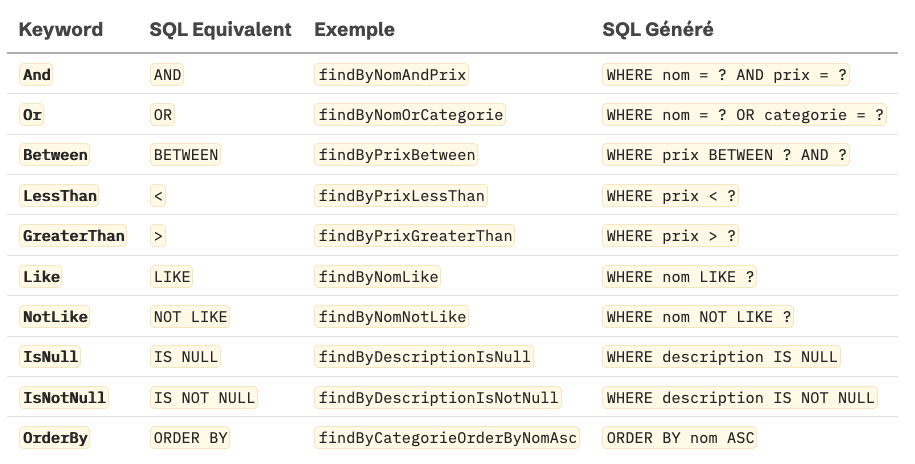 Keyword SQL Equivalent Exemple SQL Généré
And AND findByNomAndPrix WHERE nom = ? AND prix = ?
Or OR findByNomOrCategorie WHERE nom = ? OR categorie = ?
Between BETWEEN findByPrixBetween WHERE prix BETWEEN ? AND ?
LessThan < findByPrixLessThan WHERE prix < ?
GreaterThan > findByPrixGreaterThan WHERE prix > ?
Like LIKE findByNomLike WHERE nom LIKE ?
NotLike NOT LIKE findByNomNotLike WHERE nom NOT LIKE ?
IsNull IS NULL findByDescriptionIsNull WHERE description IS NULL
IsNotNull IS NOT NULL findByDescriptionIsNotNull WHERE description IS NOT NULL
OrderBy ORDER BY findByCategorieOrderByNomAsc ORDER BY nom ASC